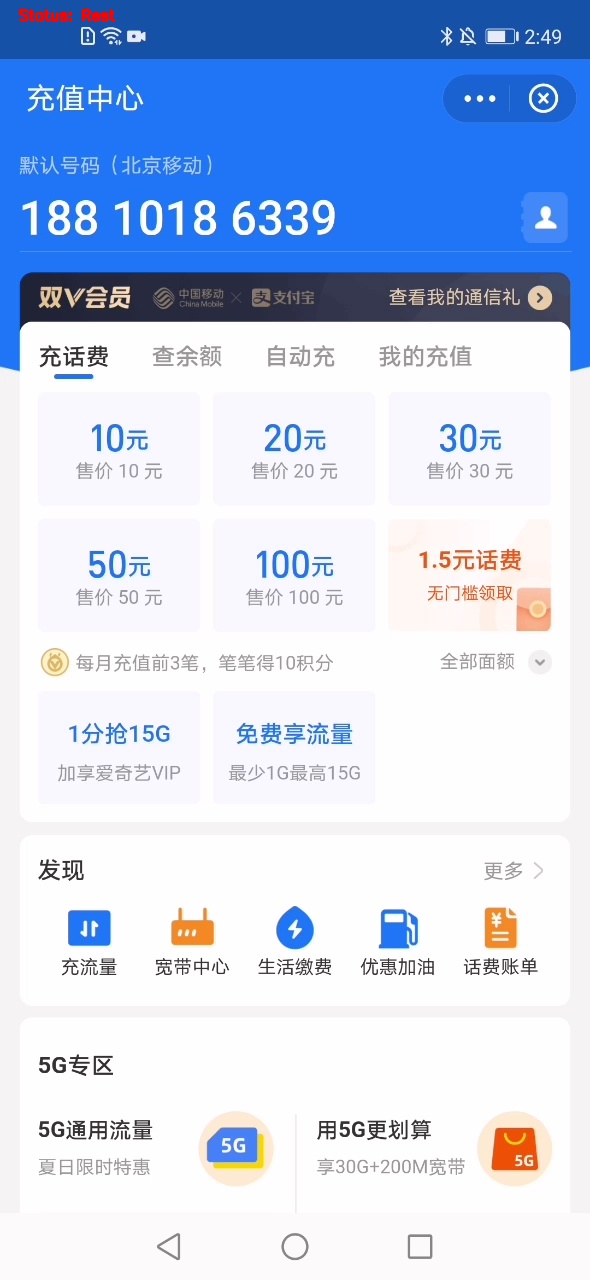 Status: Rest
2:49
充值中心
默认号码（北京移动）
188 1018 6339
双V会员 中国移动 China Mobile × 支付宝 查看我的通信礼
充话费 查余额 自动充 我的充值
10元 20元 30元
售价 10 元 售价 20 元 售价 30 元
50元 100元 1.5元话费
售价 50 元 售价 100 元 无门槛领取
每月充值前3笔，笔笔得10积分 全部面额
1分抢15G 免费享流量
加享爱奇艺VIP 最少1G最高15G
发现 更多
充流量 宽带中心 生活缴费 优惠加油 话费账单
5G专区
5G通用流量 5G 用5G更划算 5G
夏日限时特惠 享30G+200M宽带